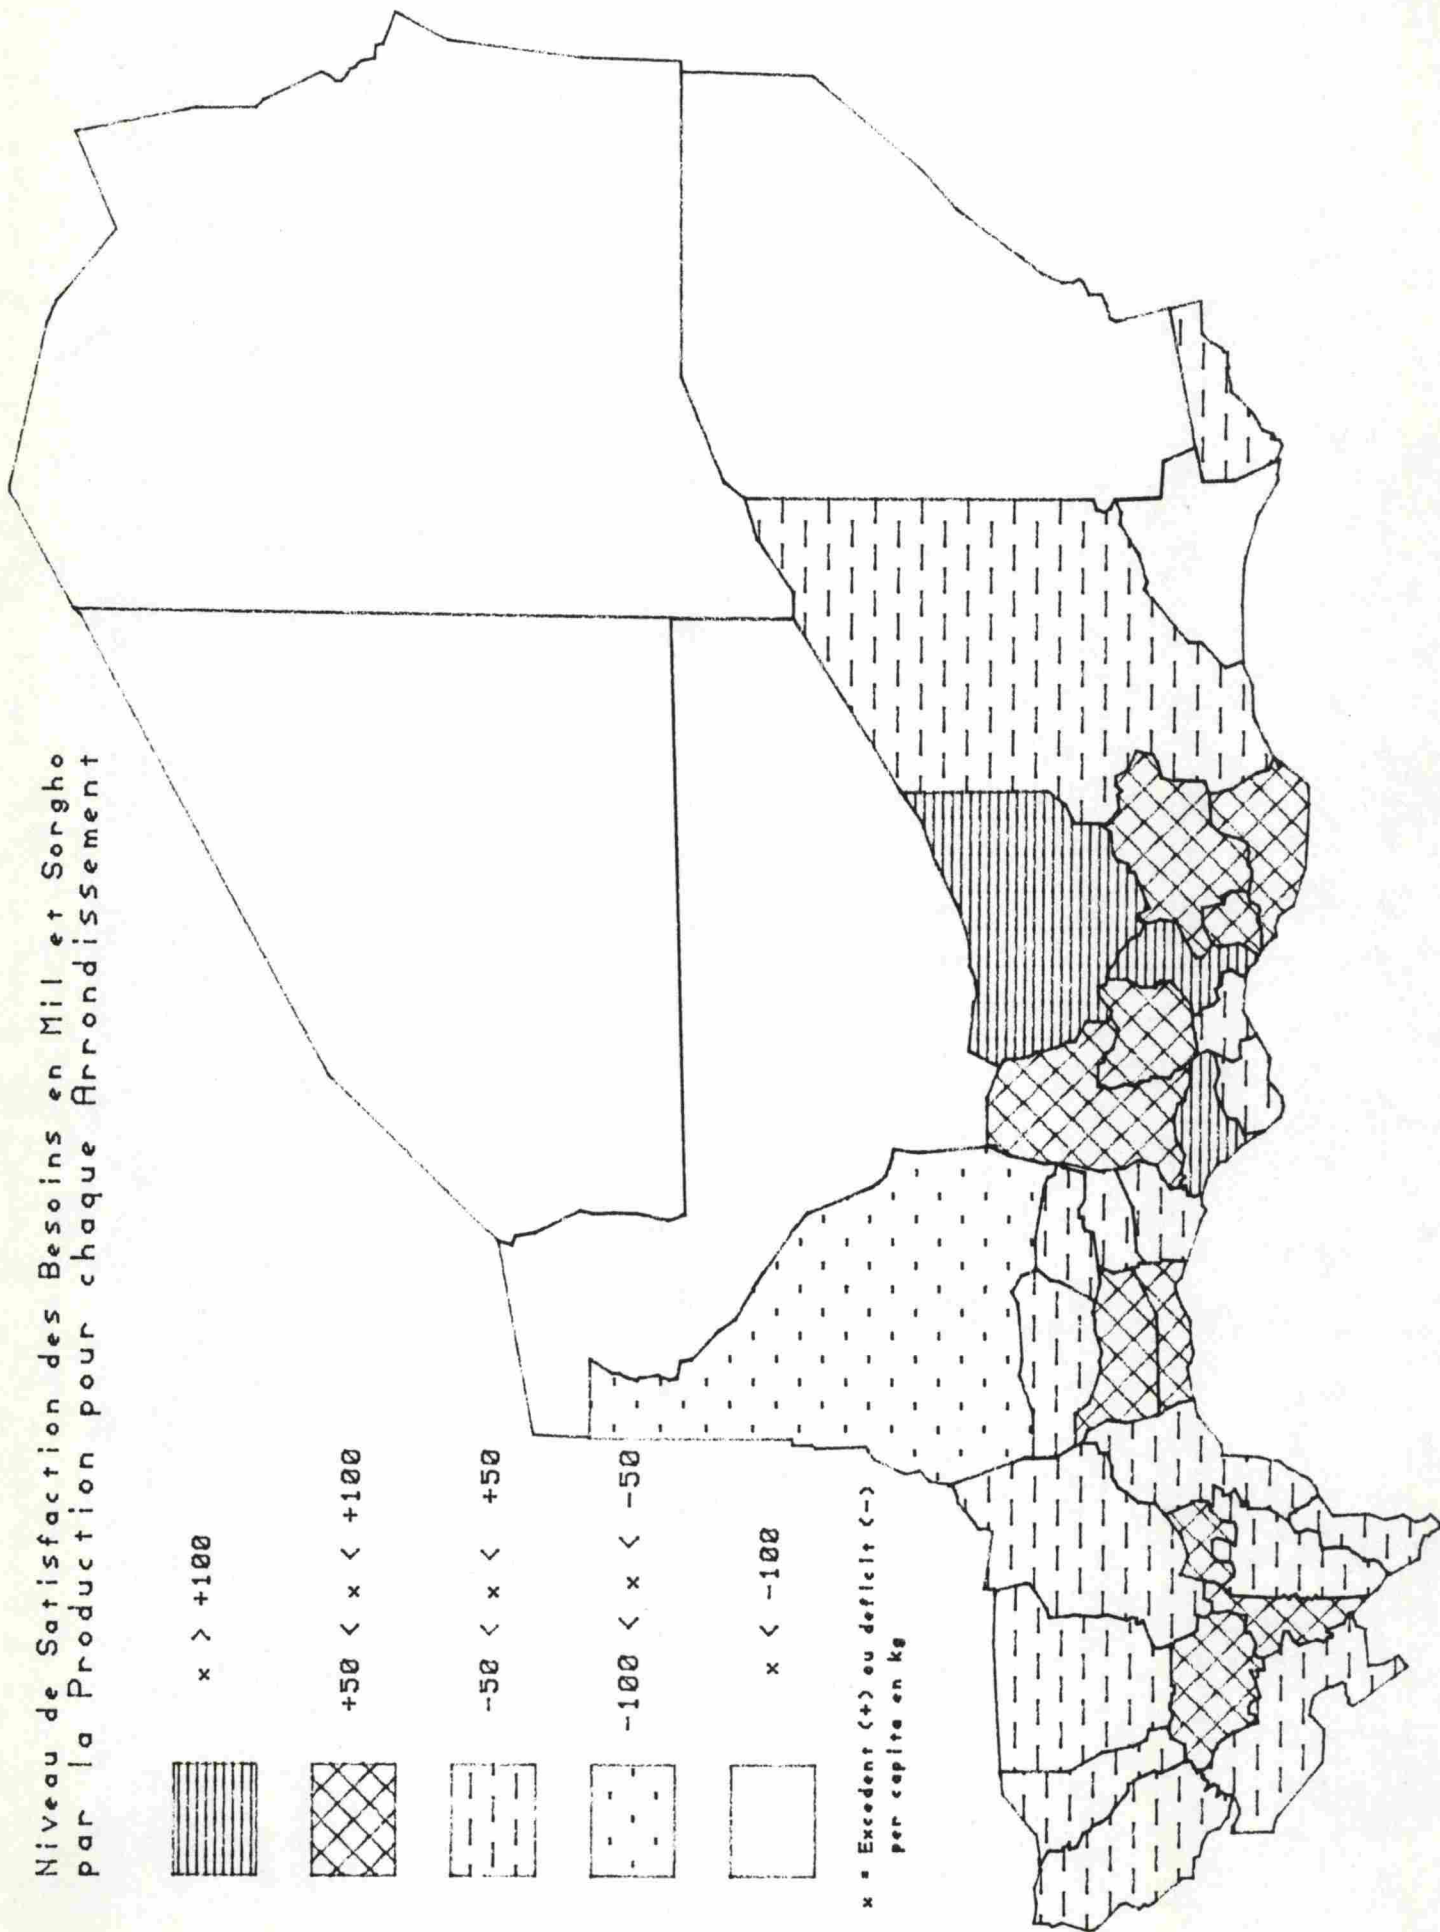 Niveau de Satisfaction des Besoins en Mil et Sorgho
par la Production pour chaque Arrondissement
x > +100
+50 < x < +100
-50 < x < +50
-100 < x < -50
x < -100
x = Excedent (+) ou deficit (-)
per capita en kg